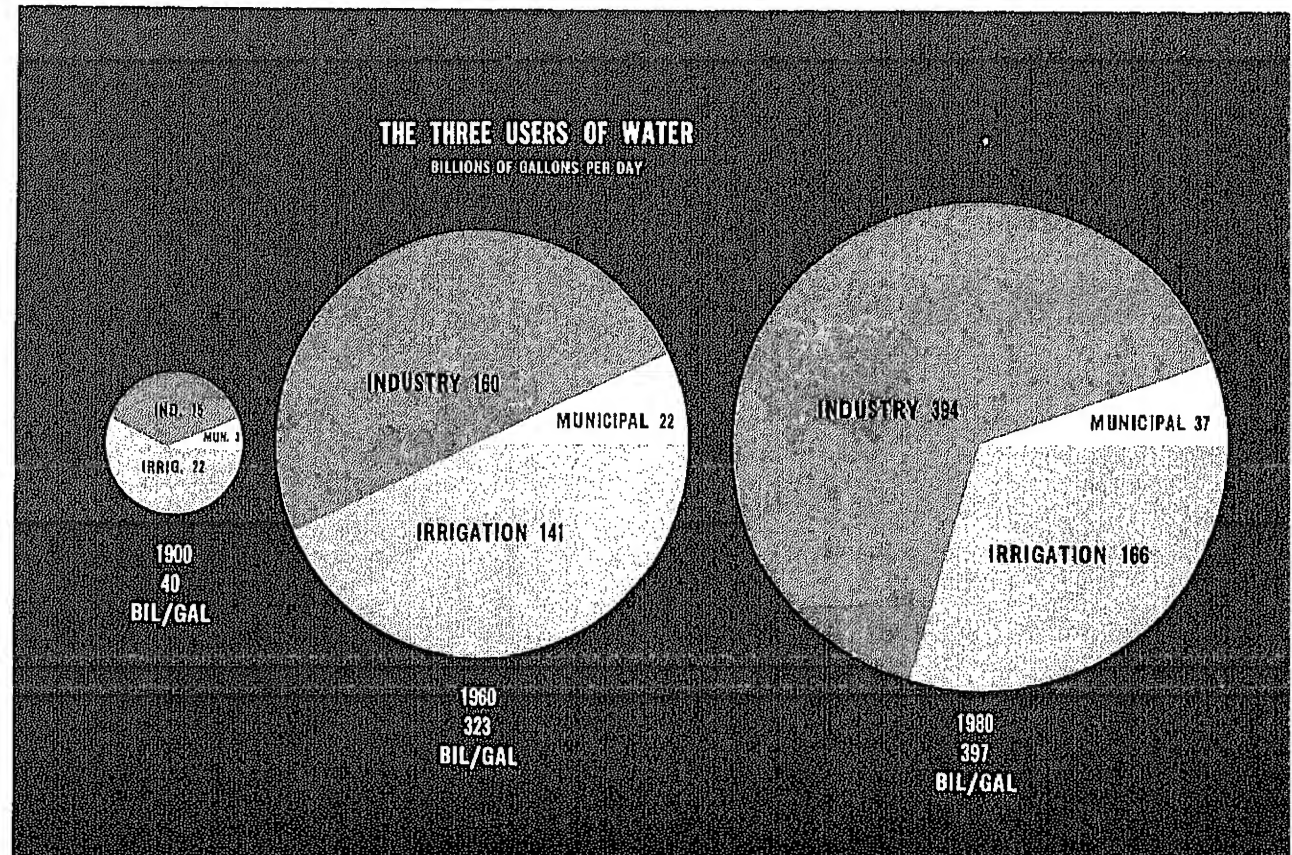 THE THREE USERS OF WATER
BILLIONS OF GALLONS PER DAY
IND. 15
MUN. 3
IRRIG. 22
1900
40
BIL/GAL
INDUSTRY 160
MUNICIPAL 22
IRRIGATION 141
1960
323
BIL/GAL
INDUSTRY 394
MUNICIPAL 37
IRRIGATION 166
1980
397
BIL/GAL